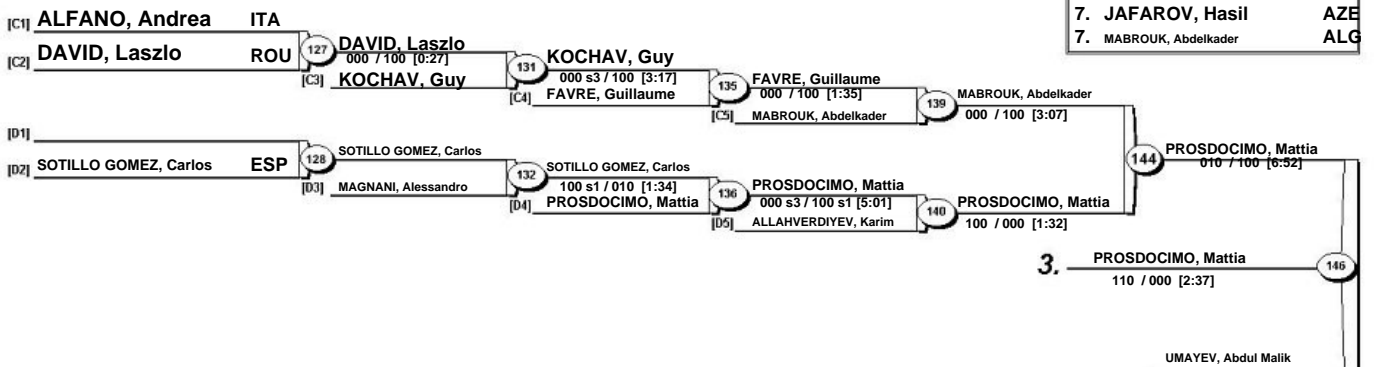 7. JAFAROV, Hasil AZE
7. MABROUK, Abdelkader ALG
[C1] ALFANO, Andrea ITA
[C2] DAVID, Laszlo ROU
127
DAVID, Laszlo
000 / 100 [0:27]
[C3] KOCHAV, Guy
131
KOCHAV, Guy
000 s3 / 100 [3:17]
[C4] FAVRE, Guillaume
135
FAVRE, Guillaume
000 / 100 [1:35]
[C5] MABROUK, Abdelkader
139
MABROUK, Abdelkader
000 / 100 [3:07]
[D1]
[D2] SOTILLO GOMEZ, Carlos ESP
128
SOTILLO GOMEZ, Carlos
[D3] MAGNANI, Alessandro
132
SOTILLO GOMEZ, Carlos
100 s1 / 010 [1:34]
[D4] PROSDOCIMO, Mattia
136
PROSDOCIMO, Mattia
000 s3 / 100 s1 [5:01]
[D5] ALLAHVERDIYEV, Karim
140
PROSDOCIMO, Mattia
100 / 000 [1:32]
144
PROSDOCIMO, Mattia
010 / 100 [6:52]
3. PROSDOCIMO, Mattia
110 / 000 [2:37]
146
UMAYEV, Abdul Malik